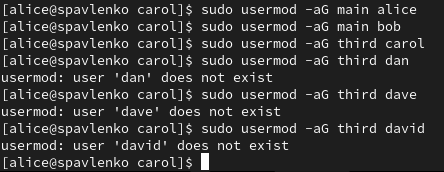 [alice@spavlenko carol]$ sudo usermod -aG main alice
[alice@spavlenko carol]$ sudo usermod -aG main bob
[alice@spavlenko carol]$ sudo usermod -aG third carol
[alice@spavlenko carol]$ sudo usermod -aG third dan
usermod: user 'dan' does not exist
[alice@spavlenko carol]$ sudo usermod -aG third dave
usermod: user 'dave' does not exist
[alice@spavlenko carol]$ sudo usermod -aG third david
usermod: user 'david' does not exist
[alice@spavlenko carol]$